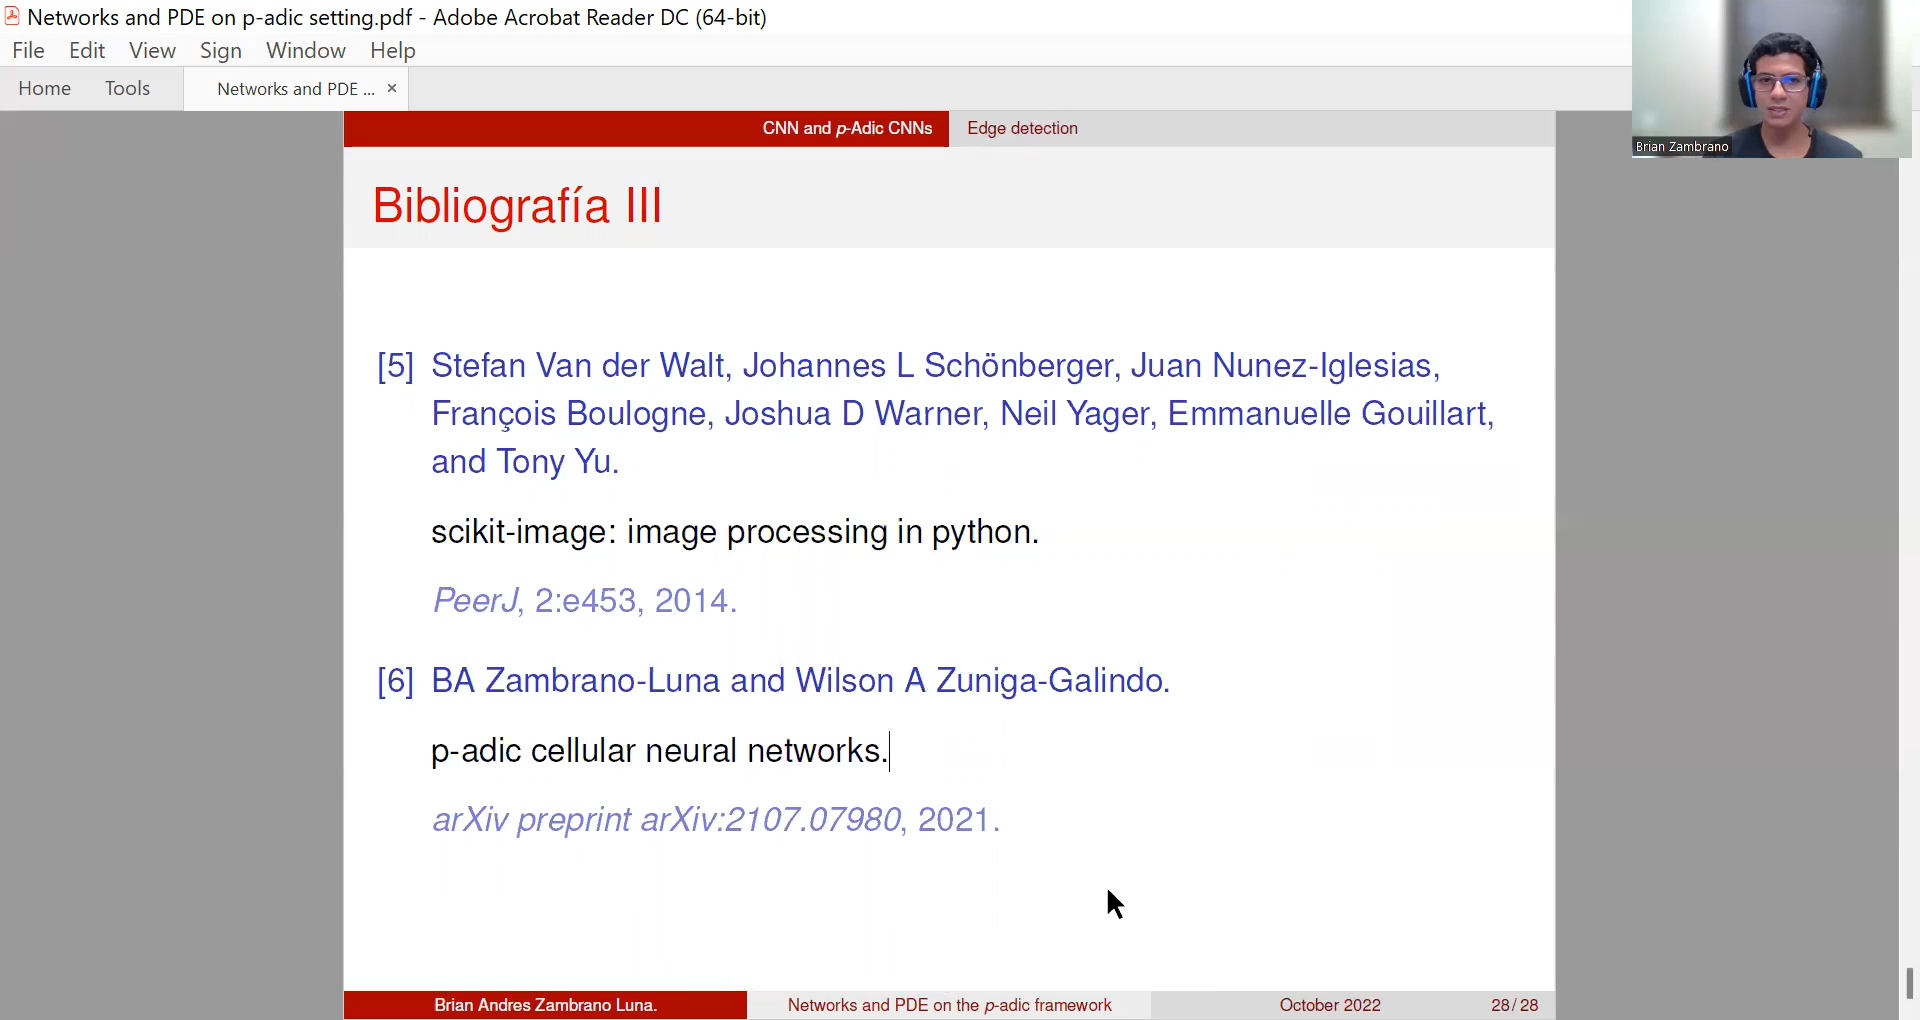 Networks and PDE on p-adic setting.pdf - Adobe Acrobat Reader DC (64-bit)
File Edit View Sign Window Help
Home Tools Networks and PDE ... ×
Brian Zambrano
CNN and p-Adic CNNs Edge detection
Bibliografía III
[5] Stefan Van der Walt, Johannes L Schönberger, Juan Nunez-Iglesias,
François Boulogne, Joshua D Warner, Neil Yager, Emmanuelle Gouillart,
and Tony Yu.
scikit-image: image processing in python.
PeerJ, 2:e453, 2014.
[6] BA Zambrano-Luna and Wilson A Zuniga-Galindo.
p-adic cellular neural networks.
arXiv preprint arXiv:2107.07980, 2021.
Brian Andres Zambrano Luna. Networks and PDE on the p-adic framework October 2022 28/28